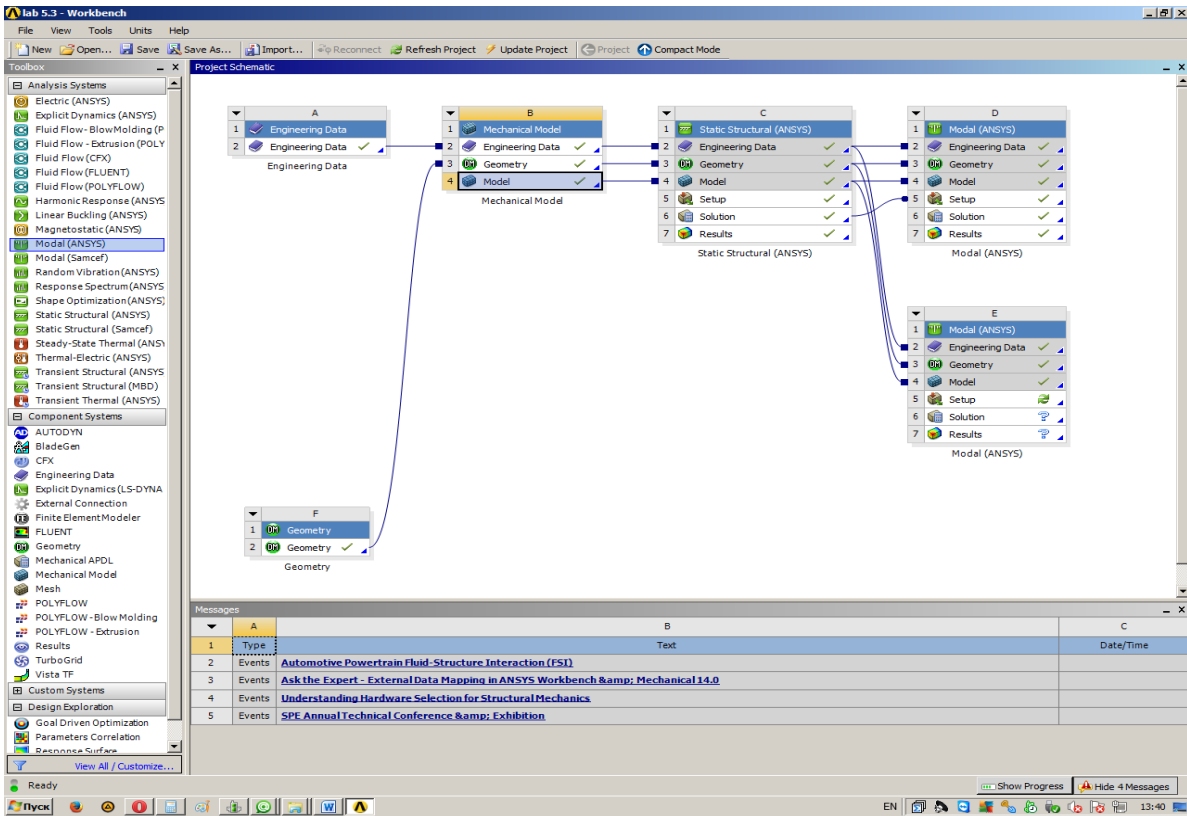 lab 5.3 - Workbench
File View Tools Units Help
New Open... Save Save As... Import... Reconnect Refresh Project Update Project Project Compact Mode
Toolbox
Analysis Systems
Electric (ANSYS)
Explicit Dynamics (ANSYS)
Fluid Flow- BlowMolding (P
Fluid Flow - Extrusion (POLY
Fluid Flow (CFX)
Fluid Flow (FLUENT)
Fluid Flow (POLYFLOW)
Harmonic Response (ANSYS
Linear Buckling (ANSYS)
Magnetostatic (ANSYS)
Modal (ANSYS)
Modal (Samcef)
Random Vibration (ANSYS)
Response Spectrum (ANSYS
Shape Optimization (ANSYS)
Static Structural (ANSYS)
Static Structural (Samcef)
Steady-State Thermal (ANSY
Thermal-Electric (ANSYS)
Transient Structural (ANSYS
Transient Structural (MBD)
Transient Thermal (ANSYS)
Component Systems
AUTODYN
BladeGen
CFX
Engineering Data
Explicit Dynamics (LS-DYNA
External Connection
Finite Element Modeler
FLUENT
Geometry
Mechanical APDL
Mechanical Model
Mesh
POLYFLOW
POLYFLOW - Blow Molding
POLYFLOW - Extrusion
Results
TurboGrid
Vista TF
Custom Systems
Design Exploration
Goal Driven Optimization
Parameters Correlation
Response Surface
View All / Customize...
Project Schematic
A
1 Engineering Data
2 Engineering Data
Engineering Data
B
1 Mechanical Model
2 Engineering Data
3 Geometry
4 Model
Mechanical Model
C
1 Static Structural (ANSYS)
2 Engineering Data
3 Geometry
4 Model
5 Setup
6 Solution
7 Results
Static Structural (ANSYS)
D
1 Modal (ANSYS)
2 Engineering Data
3 Geometry
4 Model
5 Setup
6 Solution
7 Results
Modal (ANSYS)
E
1 Modal (ANSYS)
2 Engineering Data
3 Geometry
4 Model
5 Setup
6 Solution
7 Results
Modal (ANSYS)
F
1 Geometry
2 Geometry
Geometry
Messages
A B C
1 Type Text Date/Time
2 Events Automotive Powertrain Fluid-Structure Interaction (FSI)
3 Events Ask the Expert - External Data Mapping in ANSYS Workbench &amp; Mechanical 14.0
4 Events Understanding Hardware Selection for Structural Mechanics
5 Events SPE Annual Technical Conference &amp; Exhibition
Ready
Show Progress Hide 4 Messages
Пуск
EN 13:40